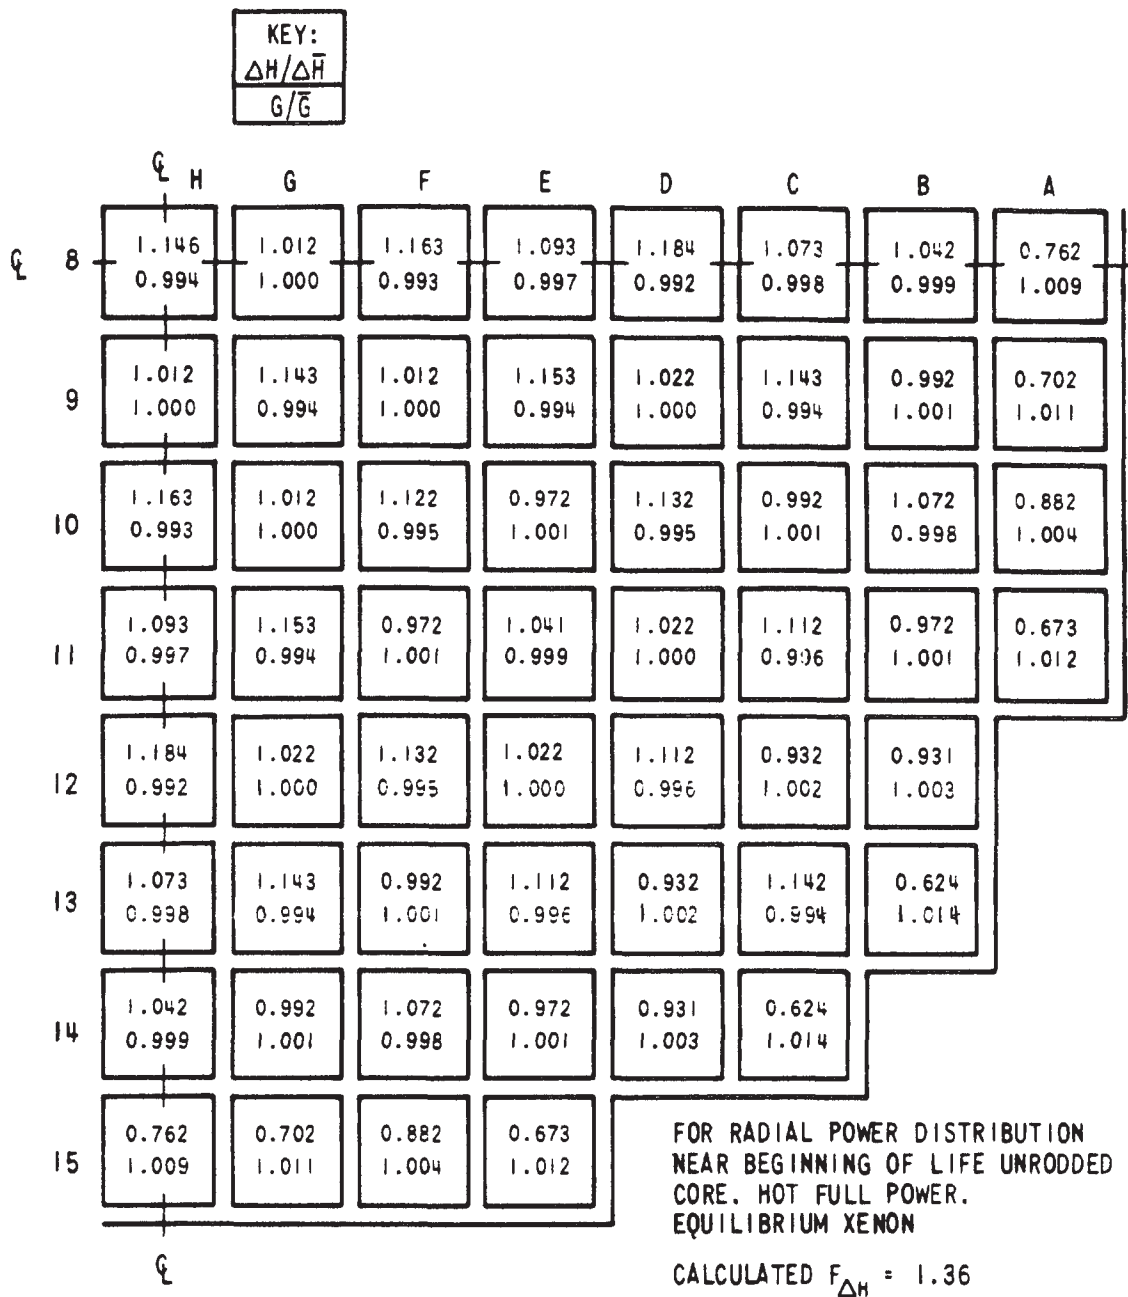 KEY:
ΔH/ΔH̅
G/G̅
℄ H G F E D C B A
℄ 8 1.146 1.012 1.163 1.093 1.184 1.073 1.042 0.762
0.994 1.000 0.993 0.997 0.992 0.998 0.999 1.009
9 1.012 1.143 1.012 1.153 1.022 1.143 0.992 0.702
1.000 0.994 1.000 0.994 1.000 0.994 1.001 1.011
10 1.163 1.012 1.122 0.972 1.132 0.992 1.072 0.882
0.993 1.000 0.995 1.001 0.995 1.001 0.998 1.004
11 1.093 1.153 0.972 1.041 1.022 1.112 0.972 0.673
0.997 0.994 1.001 0.999 1.000 0.996 1.001 1.012
12 1.184 1.022 1.132 1.022 1.112 0.932 0.931
0.992 1.000 0.995 1.000 0.996 1.002 1.003
13 1.073 1.143 0.992 1.112 0.932 1.142 0.624
0.998 0.994 1.001 0.996 1.002 0.994 1.014
14 1.042 0.992 1.072 0.972 0.931 0.624
0.999 1.001 0.998 1.001 1.003 1.014
15 0.762 0.702 0.882 0.673
1.009 1.011 1.004 1.012
℄
FOR RADIAL POWER DISTRIBUTION
NEAR BEGINNING OF LIFE UNRODDED
CORE. HOT FULL POWER.
EQUILIBRIUM XENON
CALCULATED F_ΔH = 1.36